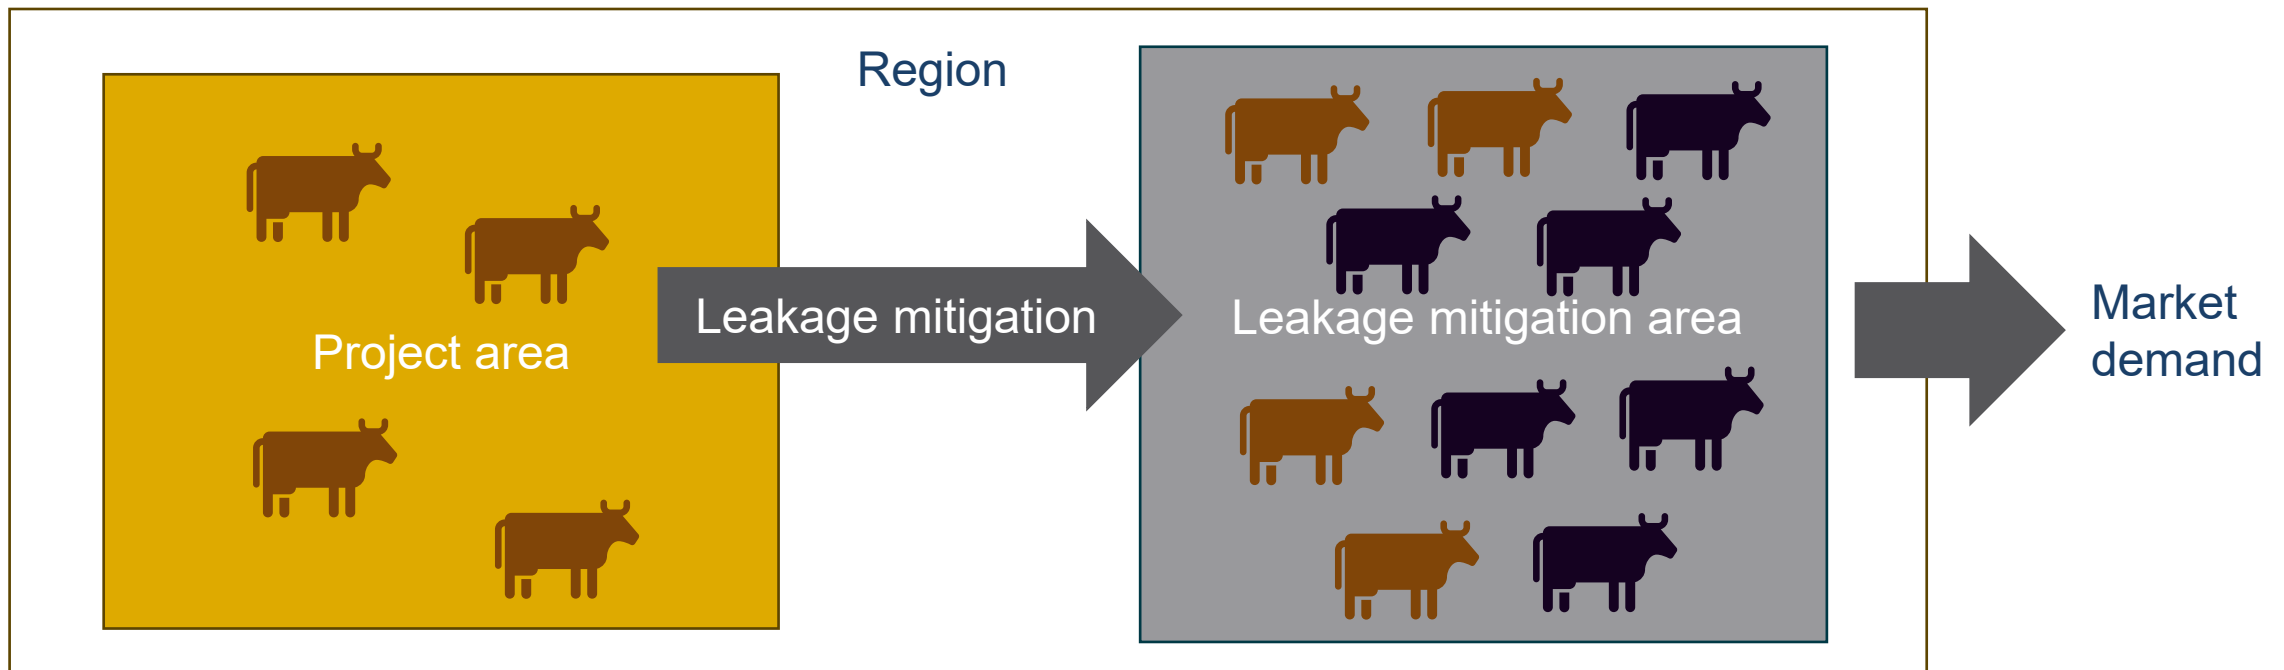 Region
Project area
Leakage mitigation
Leakage mitigation area
Market
demand